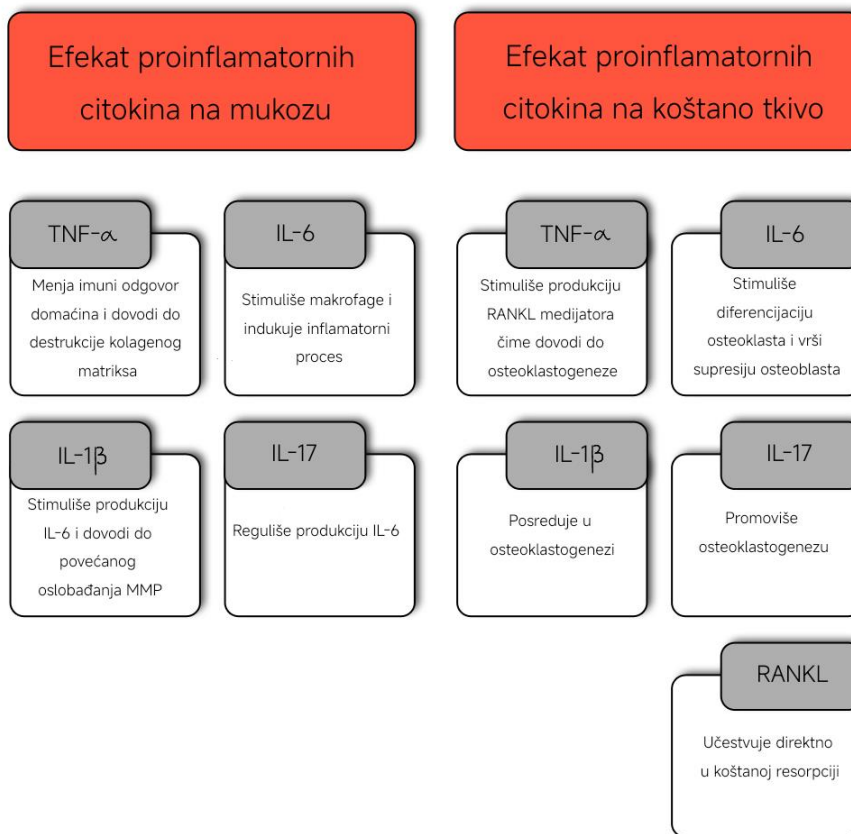 Efekat proinflamatornih
citokina na mukozu
Efekat proinflamatornih
citokina na koštano tkivo
TNF-α
Menja imuni odgovor
domaćina i dovodi do
destrukcije kolagenog
matriksa
IL-6
Stimuliše makrofage i
indukuje inflamatorni
proces
TNF-α
Stimuliše produkciju
RANKL medijatora
čime dovodi do
osteoklastogeneze
IL-6
Stimuliše
diferencijaciju
osteoklasta i vrši
supresiju osteoblasta
IL-1β
Stimuliše produkciju
IL-6 i dovodi do
povećanog
oslobađanja MMP
IL-17
Reguliše produkciju IL-6
IL-1β
Posreduje u
osteoklastogenezi
IL-17
Promoviše
osteoklastogenezu
RANKL
Učestvuje direktno
u koštanoj resorpciji